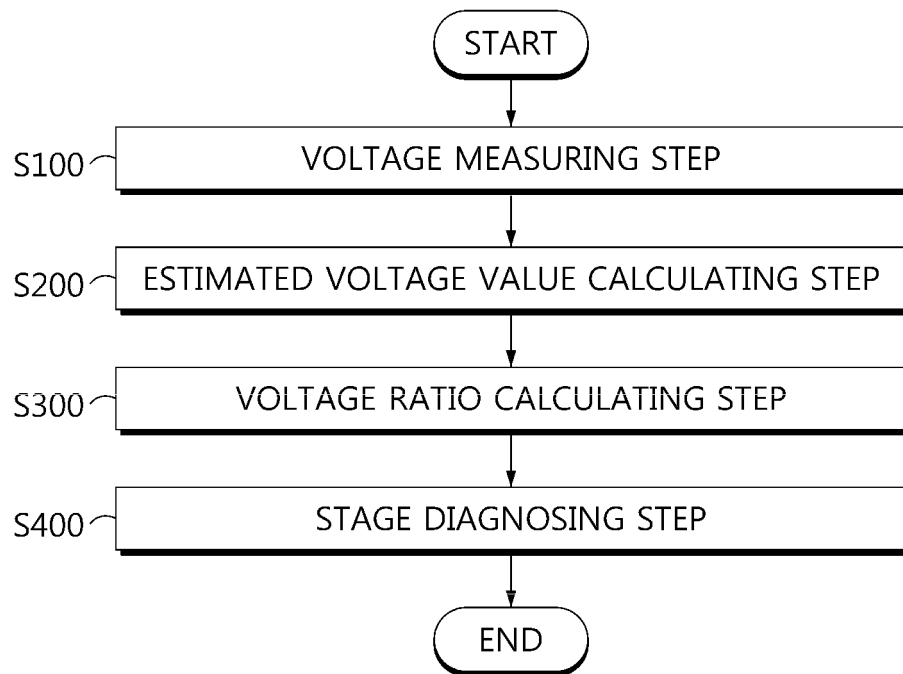 START
S100 VOLTAGE MEASURING STEP
S200 ESTIMATED VOLTAGE VALUE CALCULATING STEP
S300 VOLTAGE RATIO CALCULATING STEP
S400 STAGE DIAGNOSING STEP
END